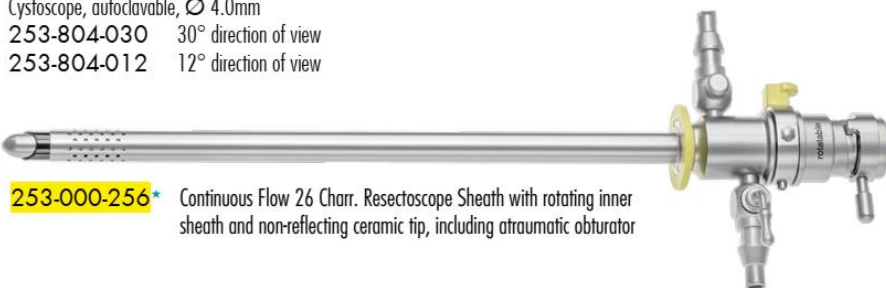 Cystoscope, autoclavable, Ø 4.0mm
253-804-030 30° direction of view
253-804-012 12° direction of view
rotatable
253-000-256* Continuous Flow 26 Charr. Resectoscope Sheath with rotating inner
sheath and non-reflecting ceramic tip, including atraumatic obturator